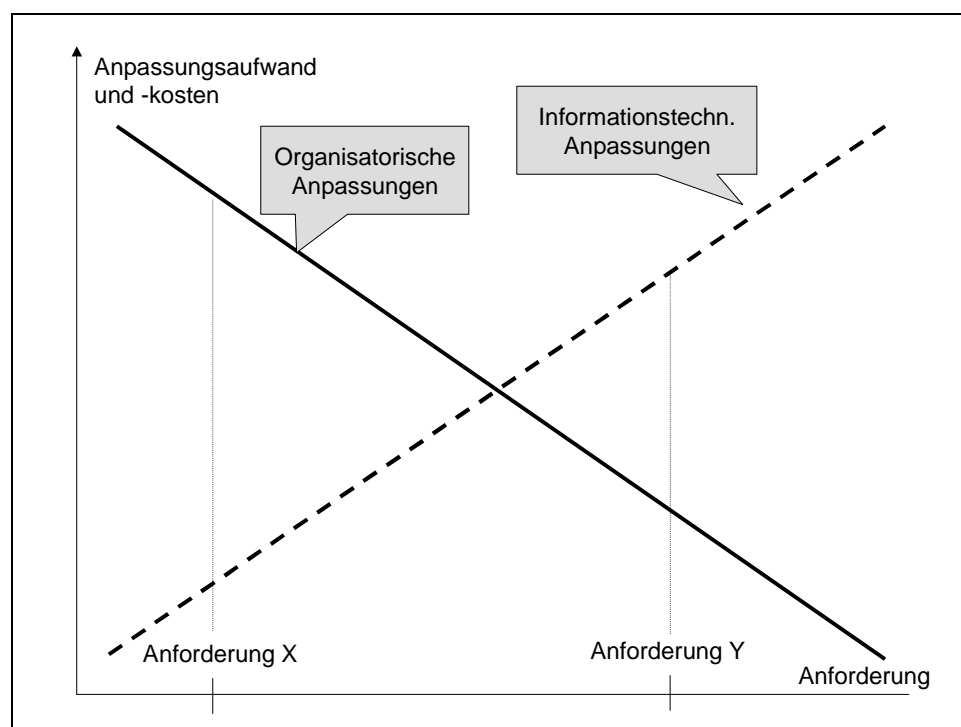 Anpassungsaufwand
und -kosten
Informationstechn.
Anpassungen
Organisatorische
Anpassungen
Anforderung X
Anforderung Y
Anforderung